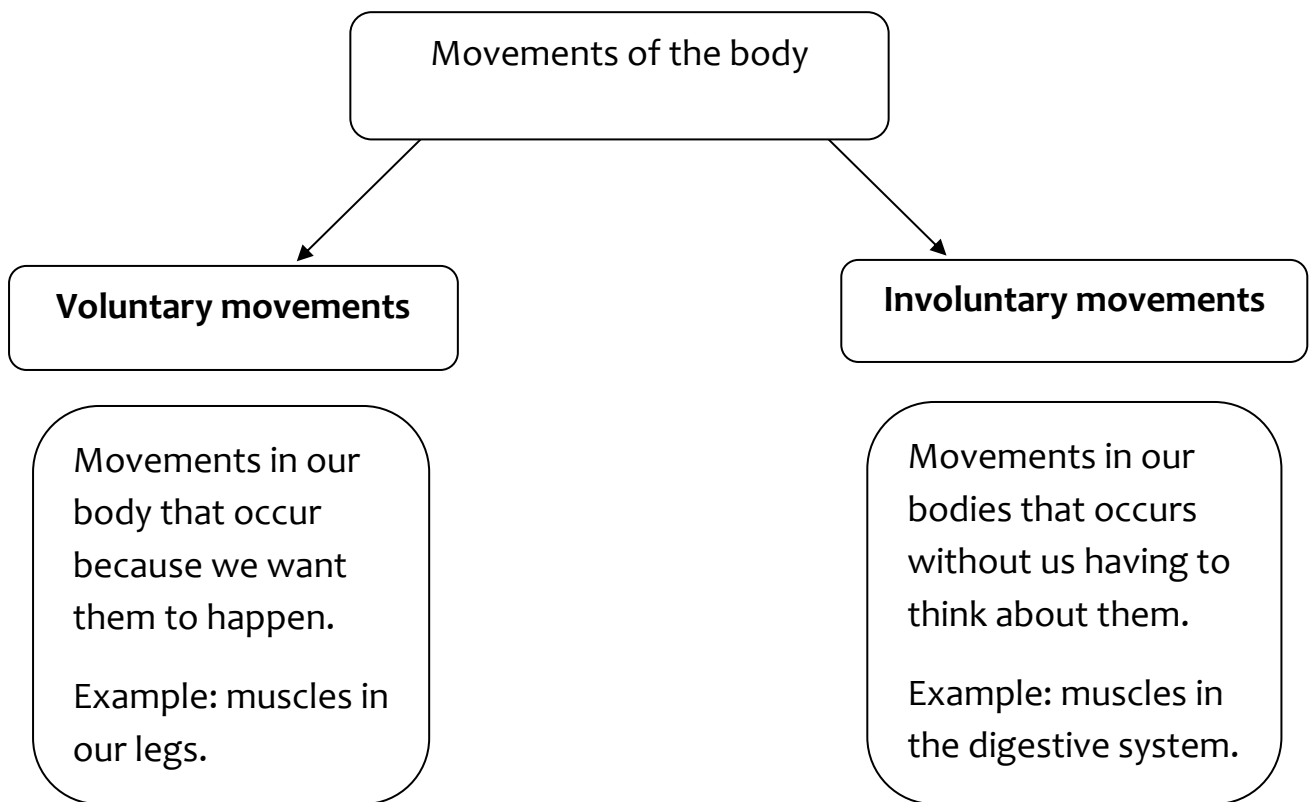 Movements of the body
Voluntary movements
Involuntary movements
Movements in our
body that occur
because we want
them to happen.
Example: muscles in
our legs.
Movements in our
bodies that occurs
without us having to
think about them.
Example: muscles in
the digestive system.